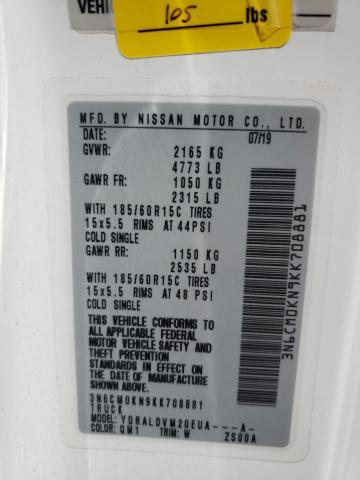 VEHIC
105 lbs
MFD. BY NISSAN MOTOR CO., LTD.
DATE: 07/19
GVWR: 2165 KG
4773 LB
GAWR FR: 1050 KG
2315 LB
WITH 185/60R15C TIRES
15x5.5 RIMS AT 44PSI
COLD SINGLE
GAWR RR: 1150 KG
2535 LB
WITH 185/60R15C TIRES
15x5.5 RIMS AT 48 PSI
COLD SINGLE
THIS VEHICLE CONFORMS TO
ALL APPLICABLE FEDERAL
MOTOR VEHICLE SAFETY
STANDARDS IN EFFECT
ON THE DATE OF
MANUFACTURE SHOWN
ABOVE.
3N6CM0KN9KK708881
TRUCK
MODEL: YDRALDVM20EUA---A-
COLOR: QM1 TRIM: W ZS00A
3N6CM0KN9KK708881